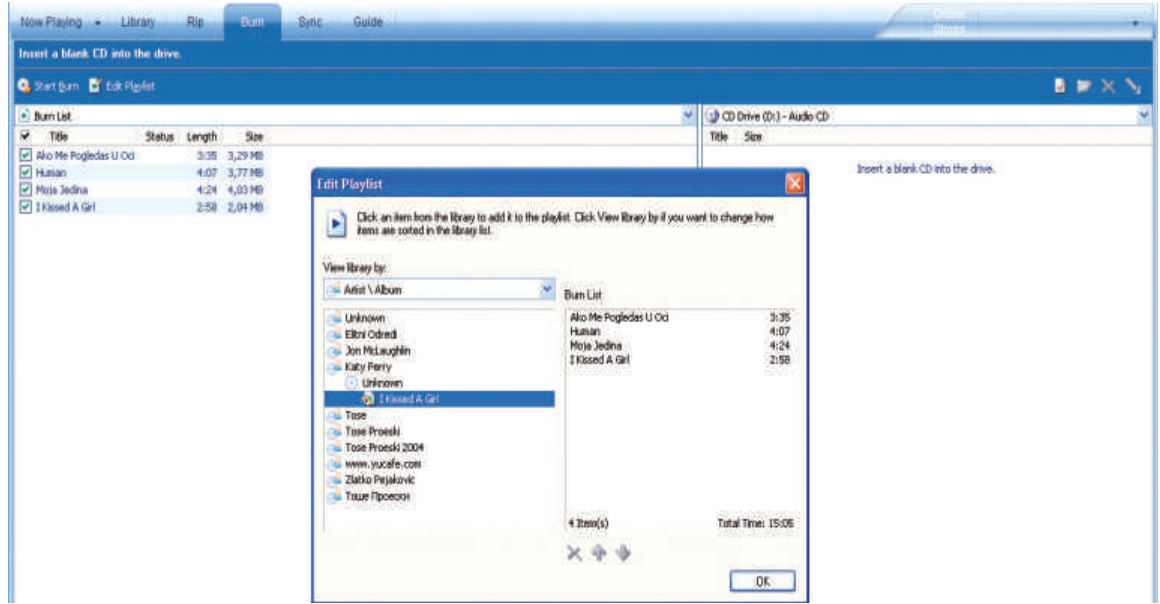 Now Playing Library Rip Burn Sync Guide
Online
Stores
Insert a blank CD into the drive.
Start Burn Edit Playlist
Burn List
Title Status Length Size
Ako Me Pogledas U Oci 3:35 3,29 MB
Human 4:07 3,77 MB
Moja Jedina 4:24 4,03 MB
I Kissed A Girl 2:58 2,04 MB
CD Drive (D:) - Audio CD
Title Size
Insert a blank CD into the drive.
Edit Playlist
Click an item from the library to add it to the playlist. Click View library by if you want to change how
items are sorted in the library list.
View library by:
Artist \ Album
Unknown
Elitni Odredi
Jon McLaughlin
Katy Perry
Unknown
I Kissed A Girl
Tose
Tose Proeski
Tose Proeski 2004
www.yucafe.com
Zlatko Pejakovic
Тоше Проески
Burn List
Ako Me Pogledas U Oci 3:35
Human 4:07
Moja Jedina 4:24
I Kissed A Girl 2:58
4 Item(s) Total Time: 15:05
OK